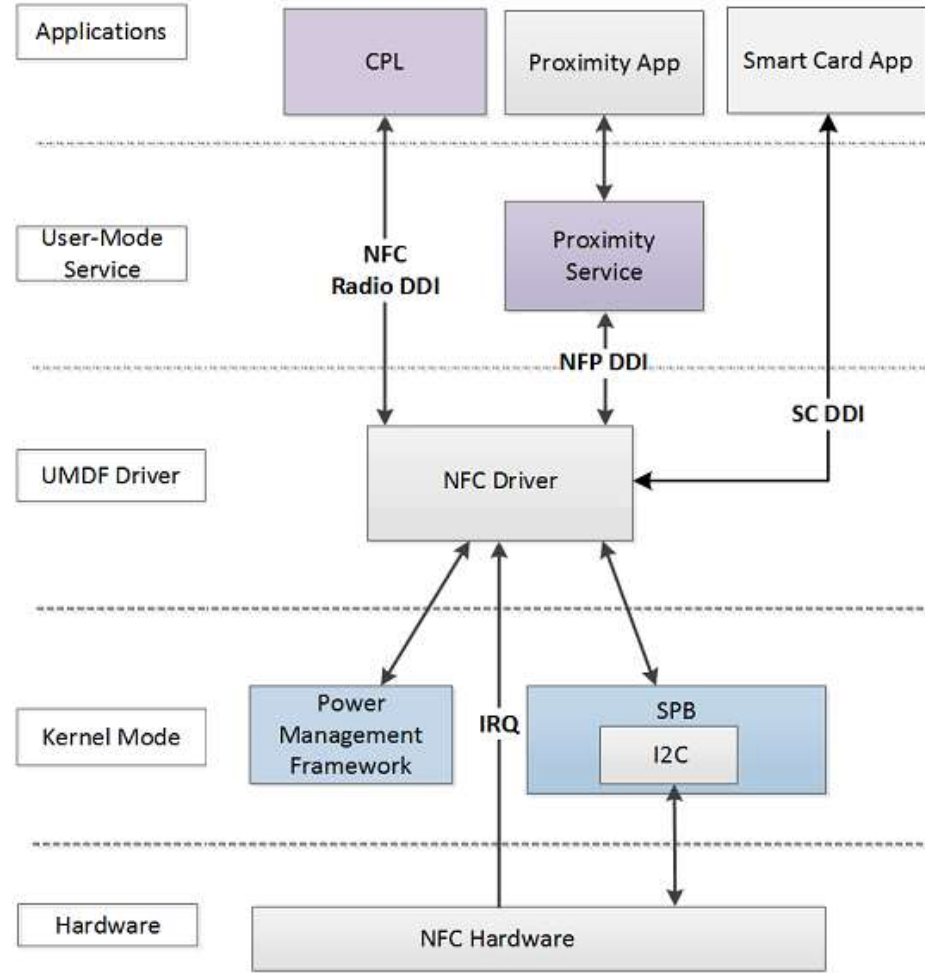 Applications
CPL
Proximity App
Smart Card App
User-Mode
Service
NFC
Radio DDI
Proximity
Service
NFP DDI
SC DDI
UMDF Driver
NFC Driver
Kernel Mode
Power
Management
Framework
IRQ
SPB
I2C
Hardware
NFC Hardware